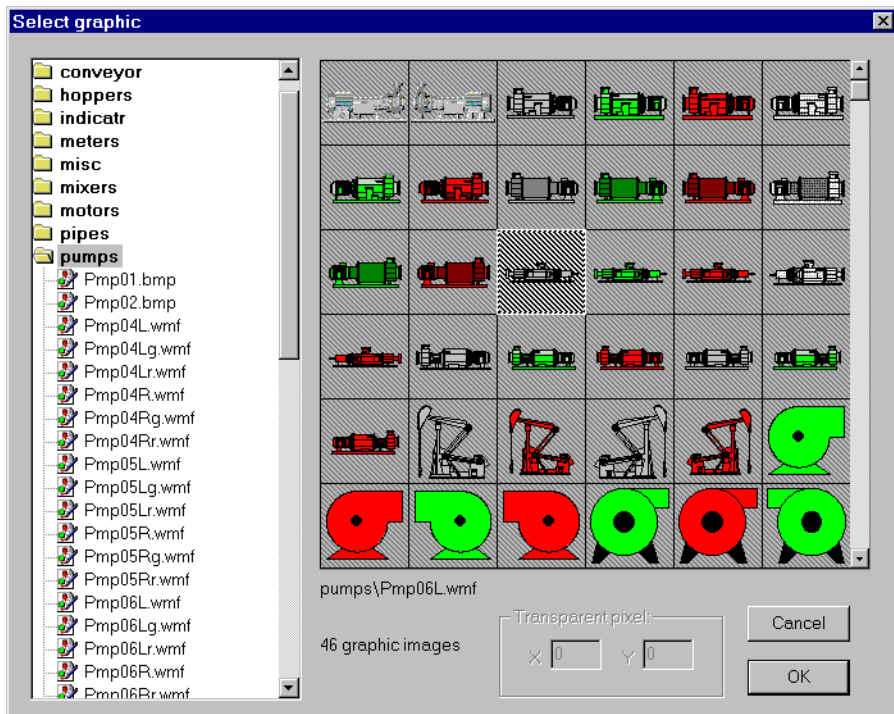 Select graphic
conveyor
hoppers
indicatr
meters
misc
mixers
motors
pipes
pumps
Pmp01.bmp
Pmp02.bmp
Pmp04L.wmf
Pmp04Lg.wmf
Pmp04Lr.wmf
Pmp04R.wmf
Pmp04Rg.wmf
Pmp04Rr.wmf
Pmp05L.wmf
Pmp05Lg.wmf
Pmp05Lr.wmf
Pmp05R.wmf
Pmp05Rg.wmf
Pmp05Rr.wmf
Pmp06L.wmf
Pmp06Lg.wmf
Pmp06Lr.wmf
Pmp06R.wmf
Pmp06Rr.wmf
pumps\Pmp06L.wmf
46 graphic images
Transparent pixel:
X 0 Y 0
Cancel
OK